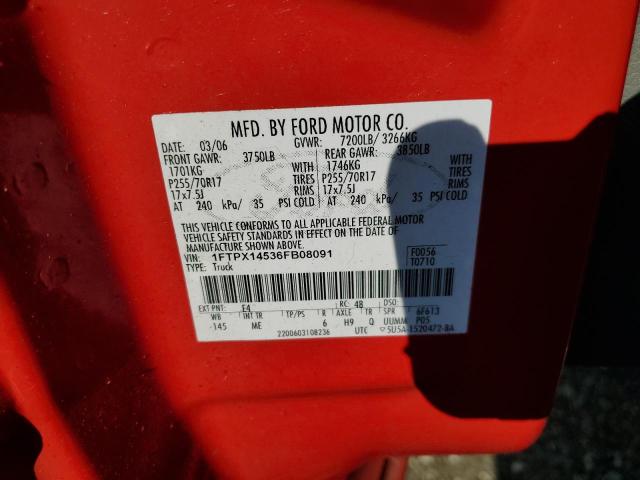 MFD. BY FORD MOTOR CO.
DATE: 03/06 GVWR: 7200LB/ 3266KG
FRONT GAWR: 3750LB REAR GAWR: 3850LB
1701KG WITH 1746KG WITH
P255/70R17 TIRES P255/70R17 TIRES
17x7.5J RIMS 17x7.5J RIMS
AT 240 kPa/ 35 PSI COLD AT 240 kPa/ 35 PSI COLD
THIS VEHICLE CONFORMS TO ALL APPLICABLE FEDERAL MOTOR
VEHICLE SAFETY STANDARDS IN EFFECT ON THE DATE OF
MANUFACTURE SHOWN ABOVE.
VIN: 1FTPX14536FB08091 F0056
TYPE: Truck T0710
EXT PNT: E4 RC: 4B DSO:
WB INT TR TP/PS R AXLE TR SPR 6F613
145 ME 6 H9 Q UUMM P05
2200603108236 UTC 5U5A-1520472-BA